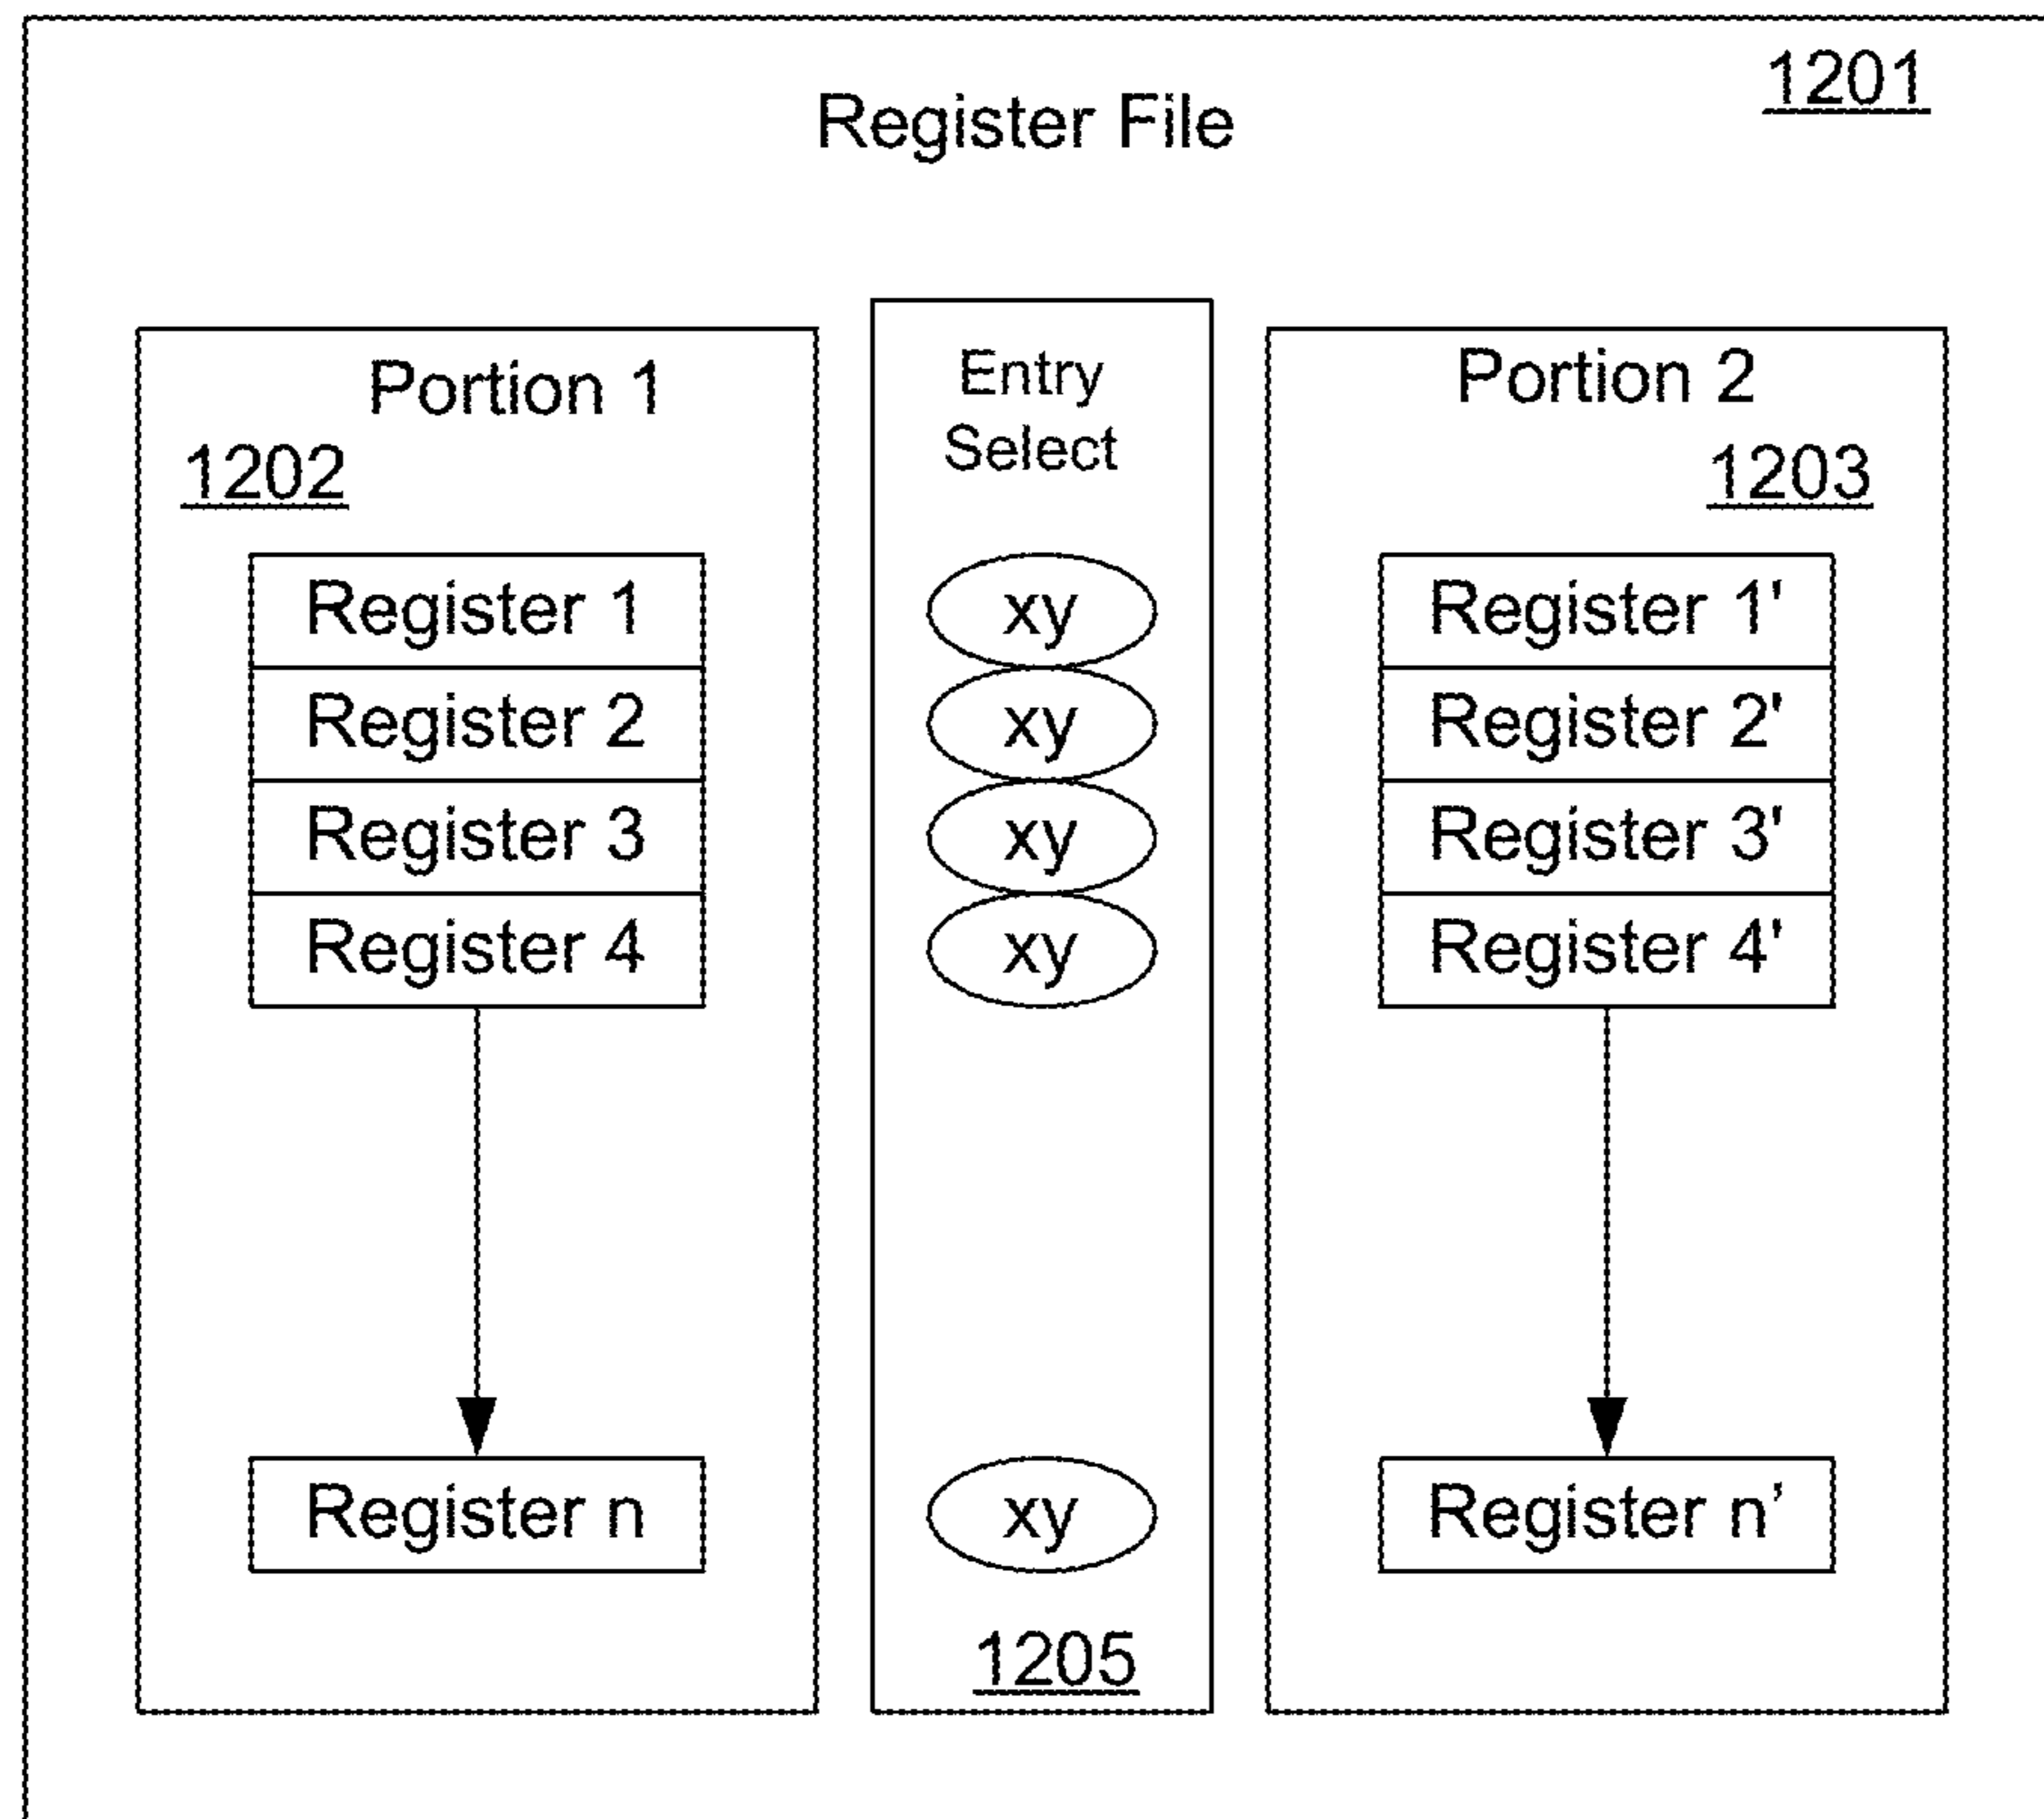 1201
Register File
Portion 1
1202
Register 1
Register 2
Register 3
Register 4
Register n
Entry
Select
xy
xy
xy
xy
xy
1205
Portion 2
1203
Register 1'
Register 2'
Register 3'
Register 4'
Register n’